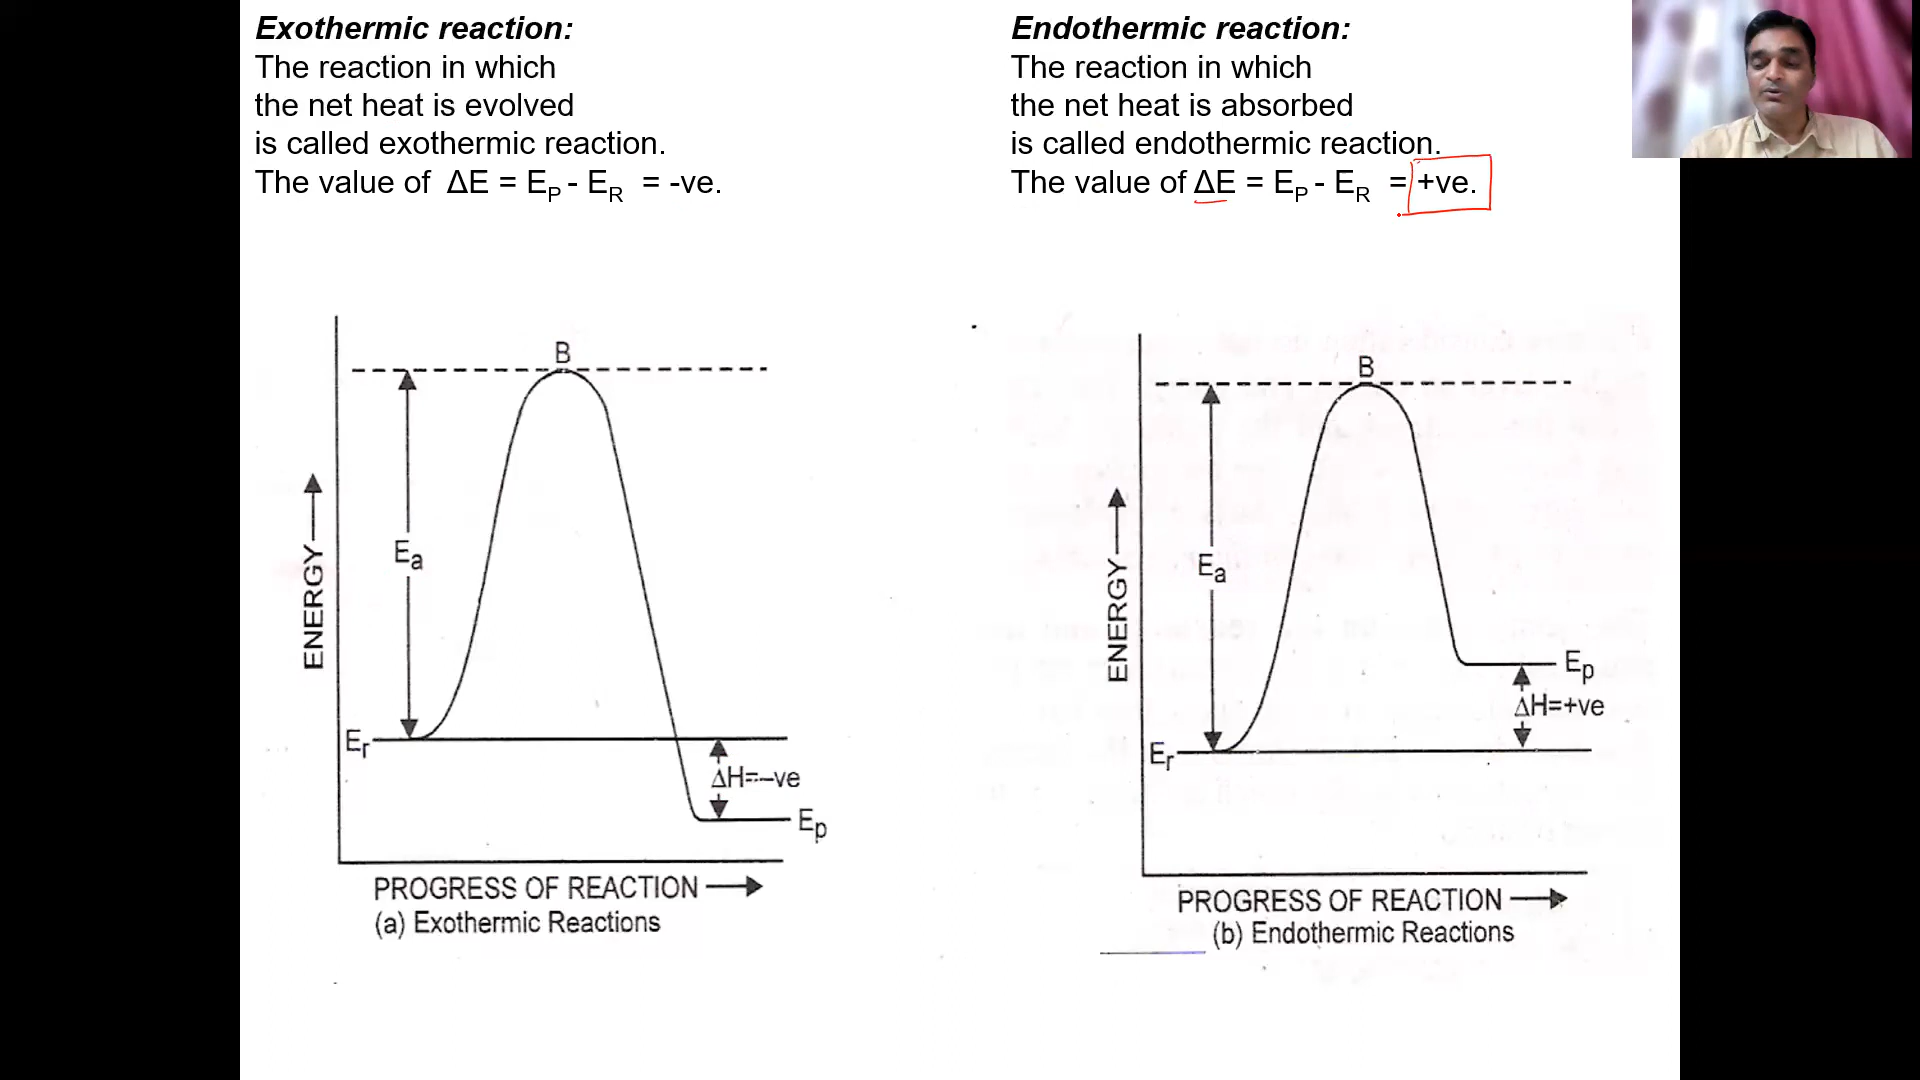 Exothermic reaction:
The reaction in which
the net heat is evolved
is called exothermic reaction.
The value of ΔE = EP - ER = -ve.
Endothermic reaction:
The reaction in which
the net heat is absorbed
is called endothermic reaction.
The value of ΔE = EP - ER = +ve.
B
Ea
ENERGY
Er
ΔH=-ve
Ep
PROGRESS OF REACTION
(a) Exothermic Reactions
B
Ea
ENERGY
Ep
ΔH=+ve
Er
PROGRESS OF REACTION
(b) Endothermic Reactions